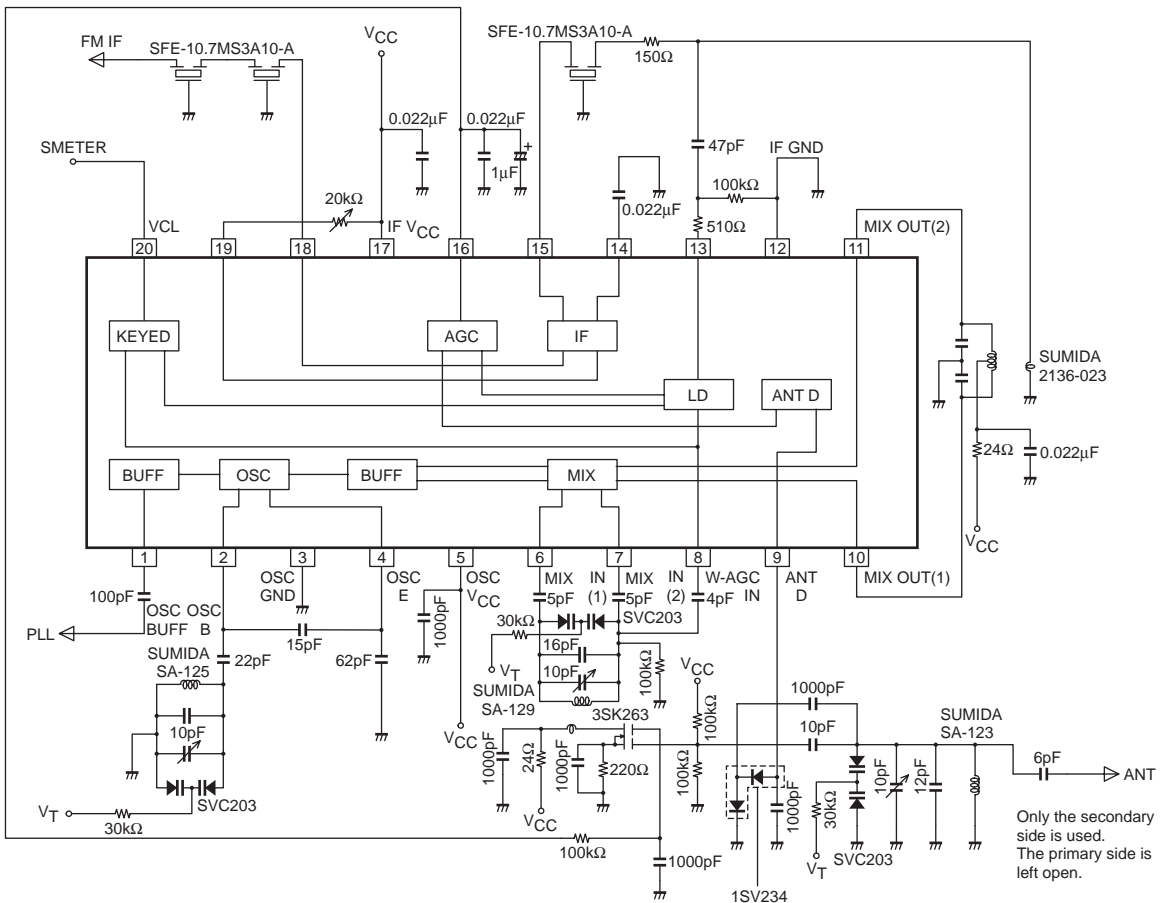 FM IF
SFE-10.7MS3A10-A
VCC
SFE-10.7MS3A10-A
150Ω
0.022µF
0.022µF
1µF
+
47pF
IF GND
SMETER
100kΩ
20kΩ
0.022µF
VCL
IF VCC
510Ω
MIX OUT(2)
20
19
18
17
16
15
14
13
12
11
KEYED
AGC
IF
LD
ANT D
SUMIDA
2136-023
24Ω
0.022µF
VCC
BUFF
OSC
BUFF
MIX
1
2
3
4
5
6
7
8
9
10
MIX OUT(1)
100pF
OSC
BUFF
OSC
B
OSC
GND
OSC
E
OSC
VCC
MIX
IN
(1)
MIX
IN
(2)
W-AGC
IN
ANT
D
5pF
5pF
4pF
PLL
15pF
1000pF
30kΩ
SVC203
SUMIDA
SA-125
22pF
62pF
16pF
VT
10pF
100kΩ
VCC
SUMIDA
SA-129
3SK263
100kΩ
1000pF
10pF
SUMIDA
SA-123
10pF
VCC
1000pF
24Ω
1000pF
220Ω
100kΩ
1000pF
30kΩ
10pF
12pF
6pF
ANT
SVC203
VT
30kΩ
VCC
100kΩ
1000pF
VT
SVC203
1SV234
Only the secondary
side is used.
The primary side is
left open.